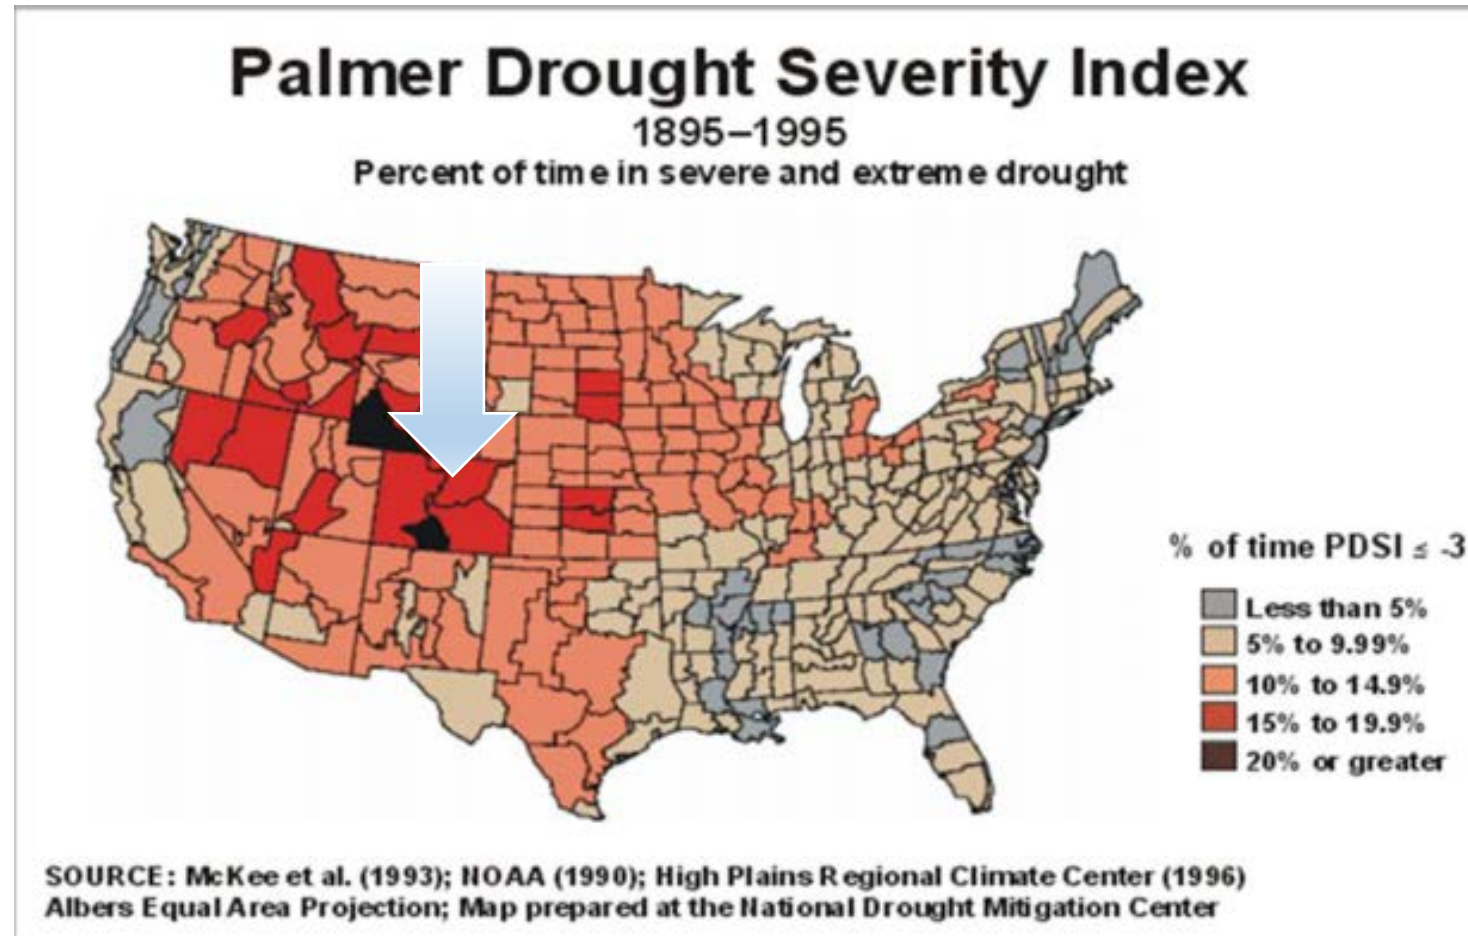 Palmer Drought Severity Index
1895–1995
Percent of time in severe and extreme drought
% of time PDSI ≤ -3
Less than 5%
5% to 9.99%
10% to 14.9%
15% to 19.9%
20% or greater
SOURCE: McKee et al. (1993); NOAA (1990); High Plains Regional Climate Center (1996)
Albers Equal Area Projection; Map prepared at the National Drought Mitigation Center